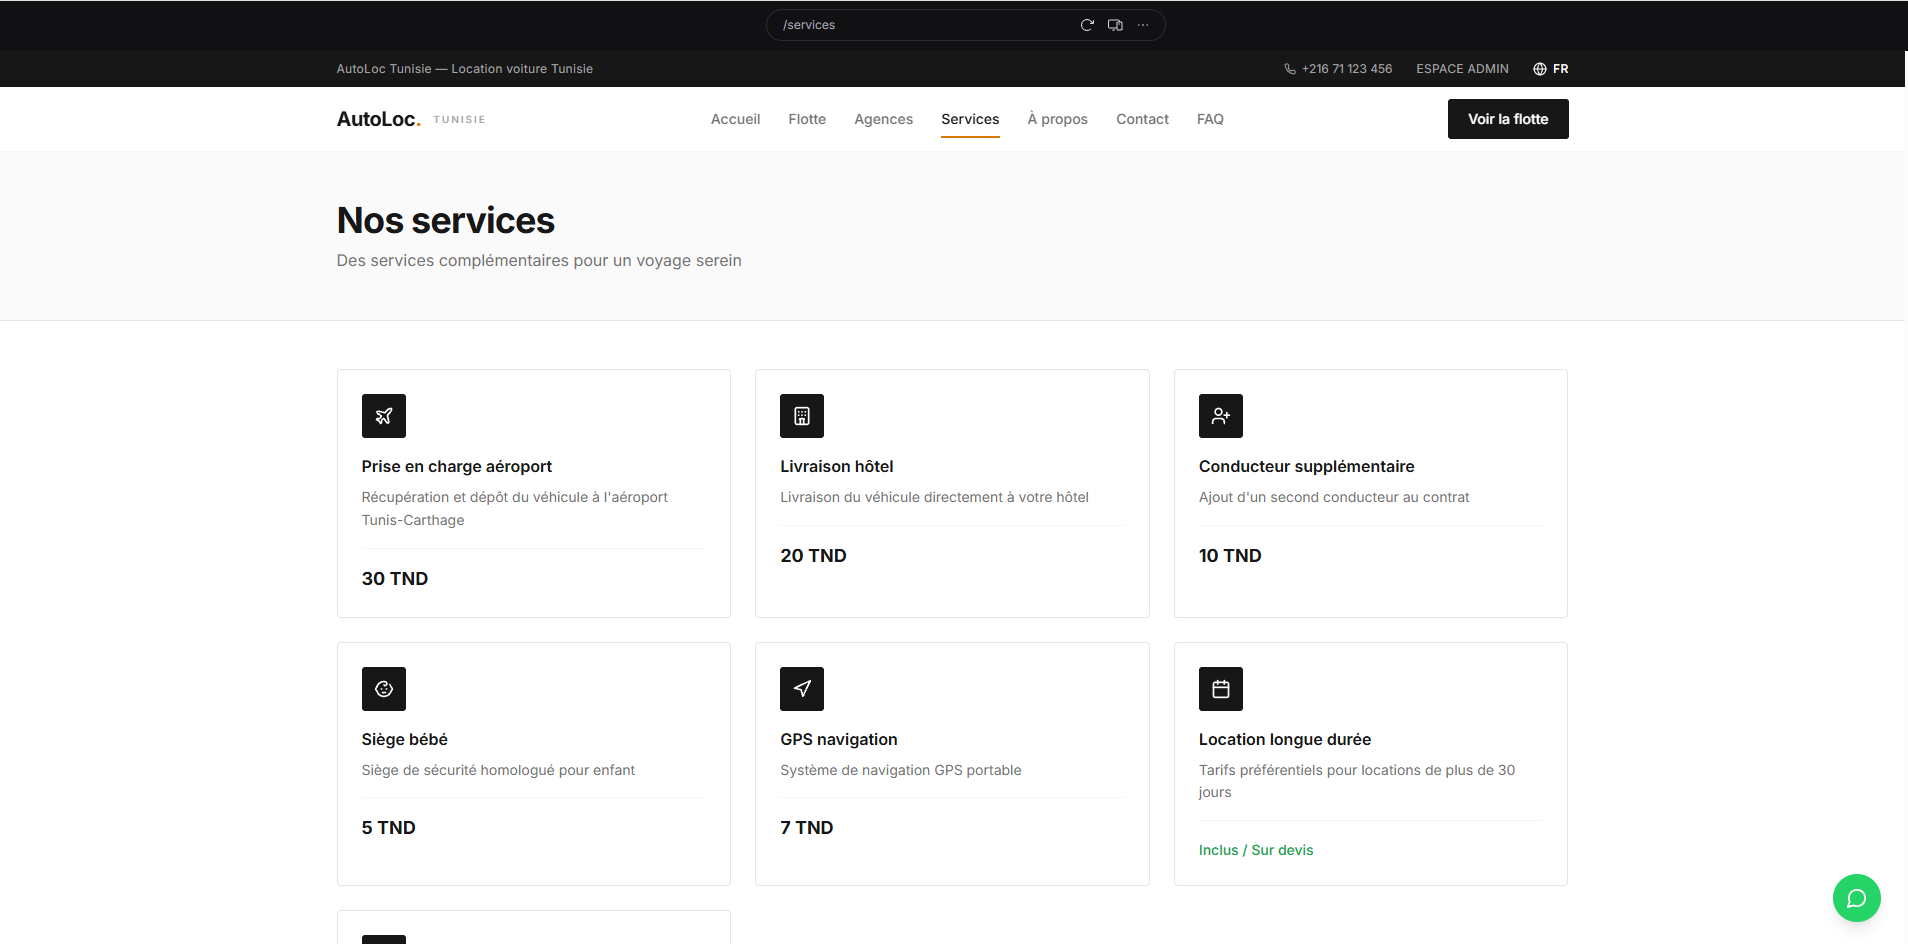 /services
AutoLoc Tunisie — Location voiture Tunisie
+216 71 123 456
ESPACE ADMIN
FR
AutoLoc. TUNISIE
Accueil
Flotte
Agences
Services
À propos
Contact
FAQ
Voir la flotte
Nos services
Des services complémentaires pour un voyage serein
Prise en charge aéroport
Récupération et dépôt du véhicule à l'aéroport
Tunis-Carthage
30 TND
Livraison hôtel
Livraison du véhicule directement à votre hôtel
20 TND
Conducteur supplémentaire
Ajout d'un second conducteur au contrat
10 TND
Siège bébé
Siège de sécurité homologué pour enfant
5 TND
GPS navigation
Système de navigation GPS portable
7 TND
Location longue durée
Tarifs préférentiels pour locations de plus de 30
jours
Inclus / Sur devis